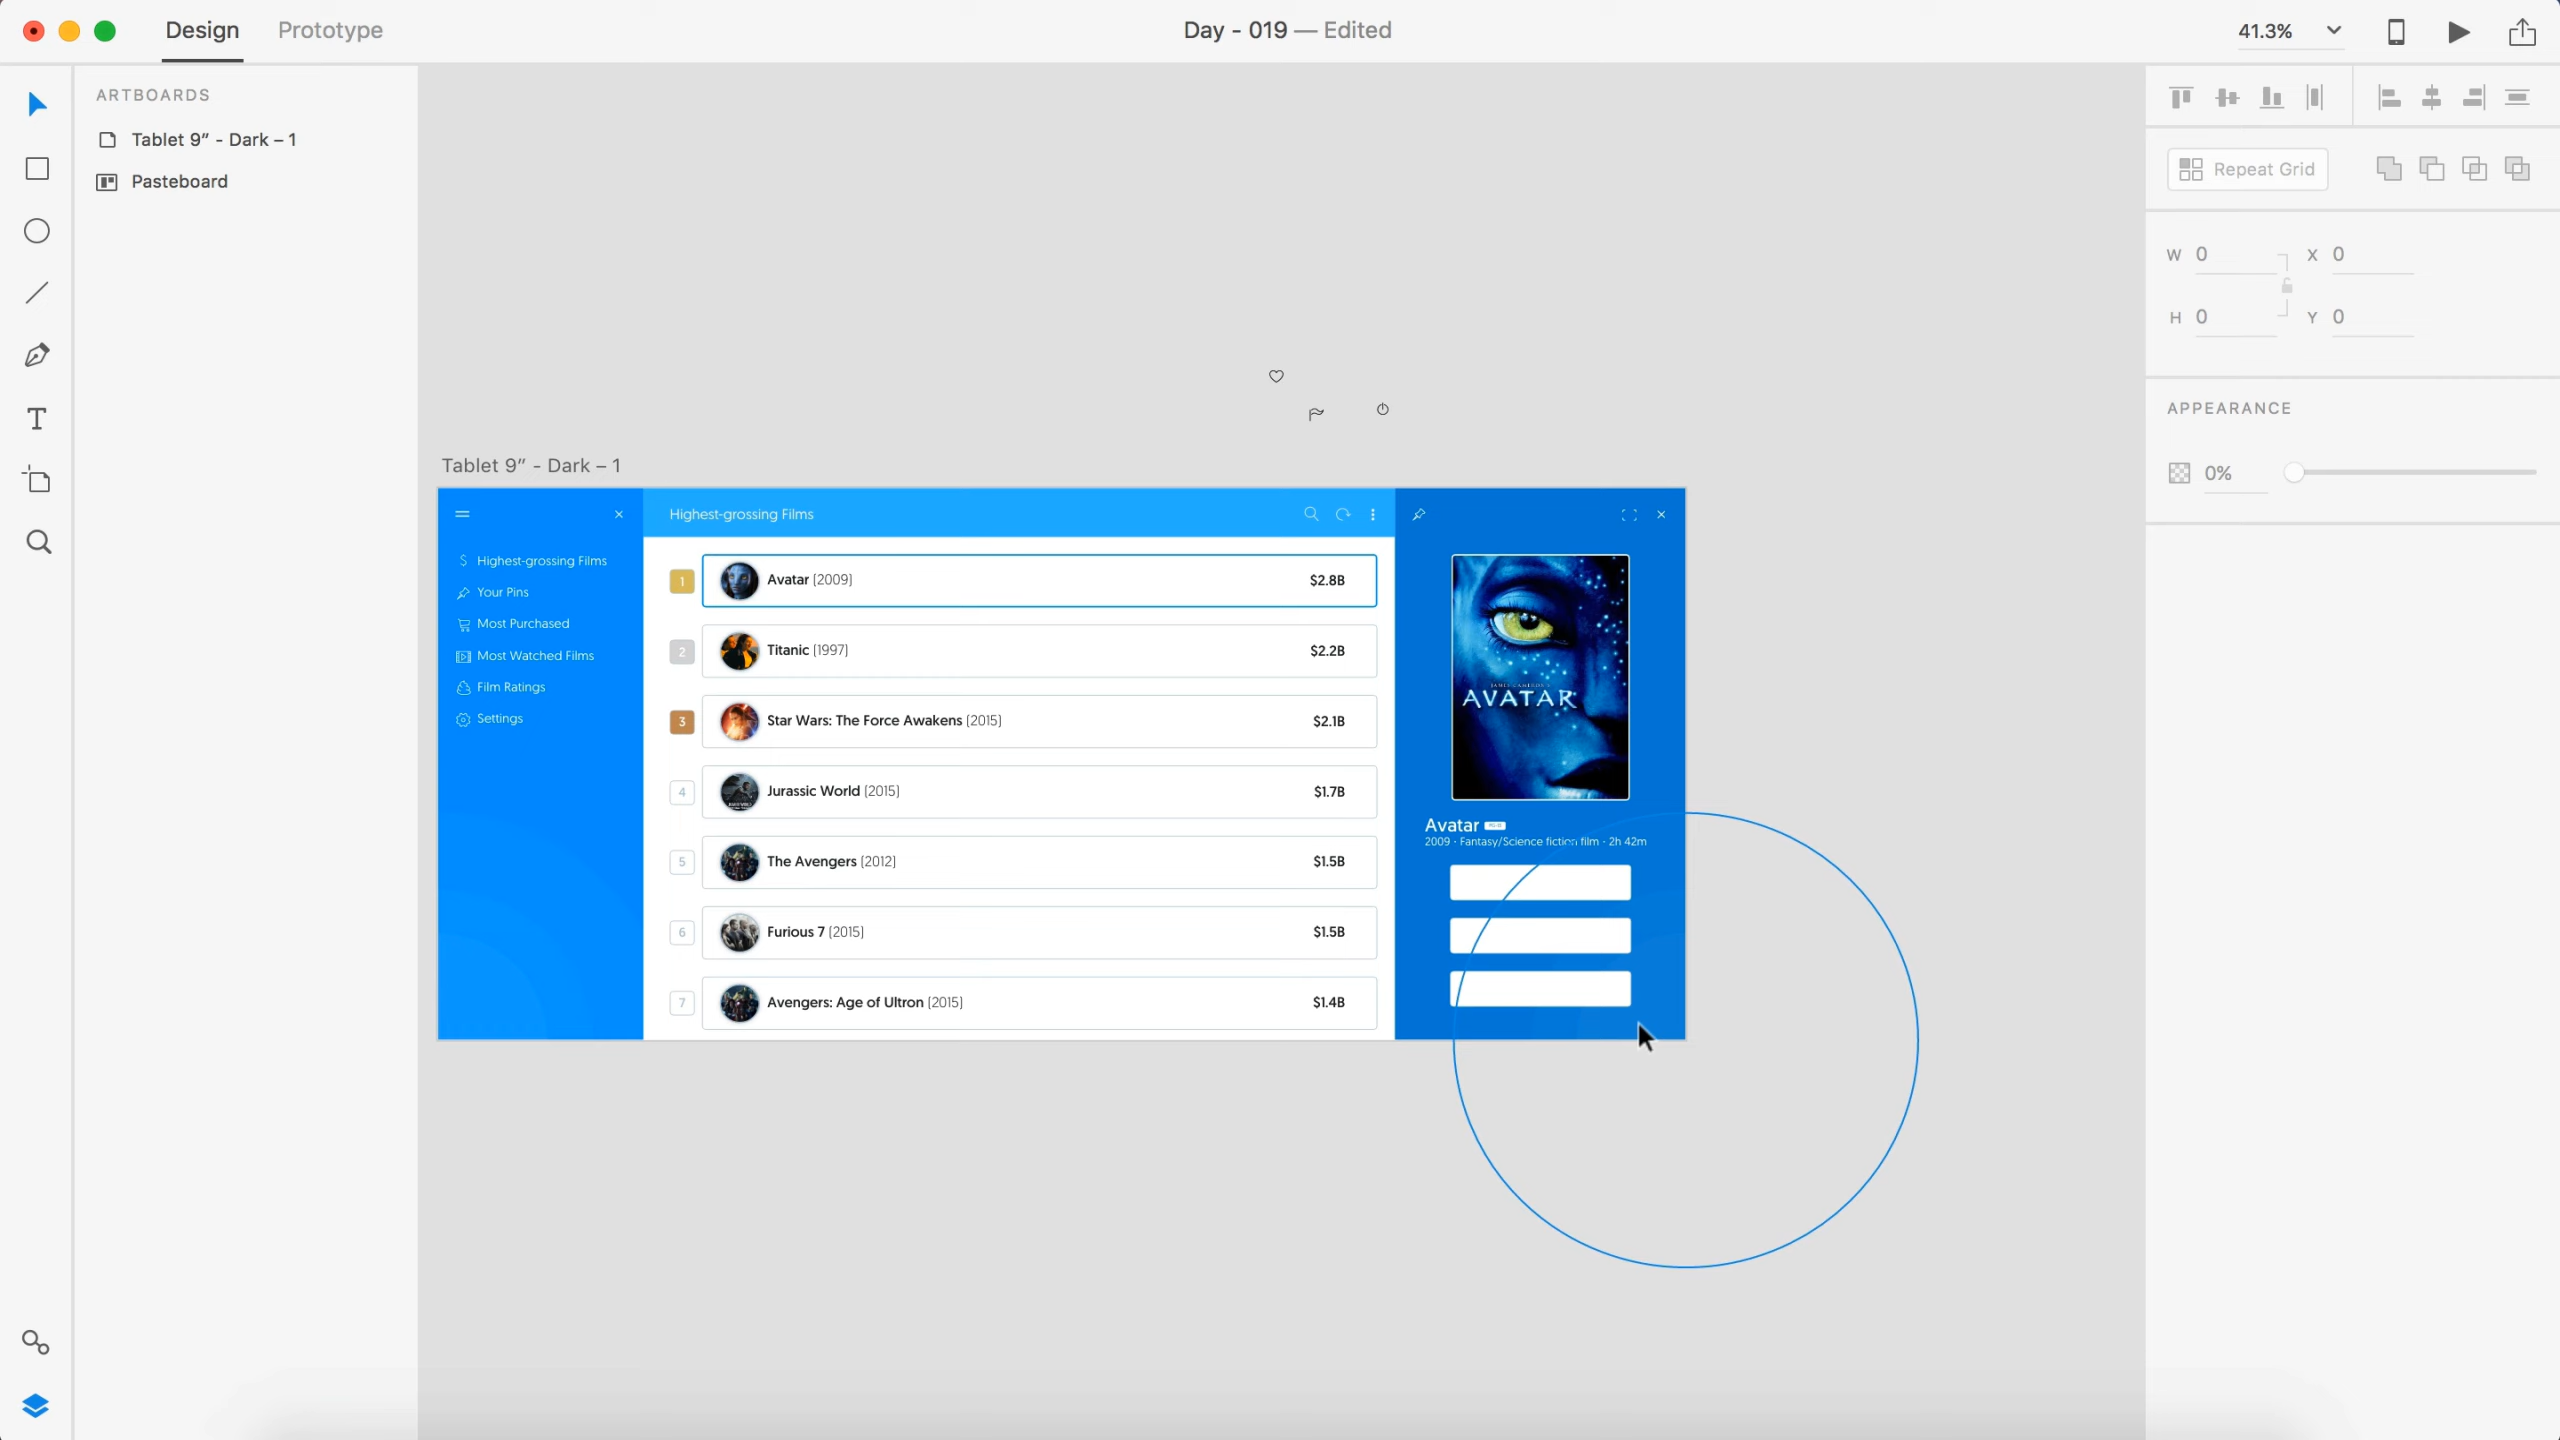 Design Prototype Day - 019 — Edited 41.3%
ARTBOARDS
Tablet 9” - Dark – 1
Pasteboard
Repeat Grid
W 0 X 0
H 0 Y 0
APPEARANCE
0%
T
Tablet 9” - Dark – 1
Highest-grossing Films
Your Pins
Most Purchased
Most Watched Films
Film Ratings
Settings
Highest-grossing Films
1 Avatar (2009) $2.8B
2 Titanic (1997) $2.2B
3 Star Wars: The Force Awakens (2015) $2.1B
4 Jurassic World (2015) $1.7B
5 The Avengers (2012) $1.5B
6 Furious 7 (2015) $1.5B
7 Avengers: Age of Ultron (2015) $1.4B
JAMES CAMERON'S
AVATAR
Avatar
2009 · Fantasy/Science fiction film · 2h 42m